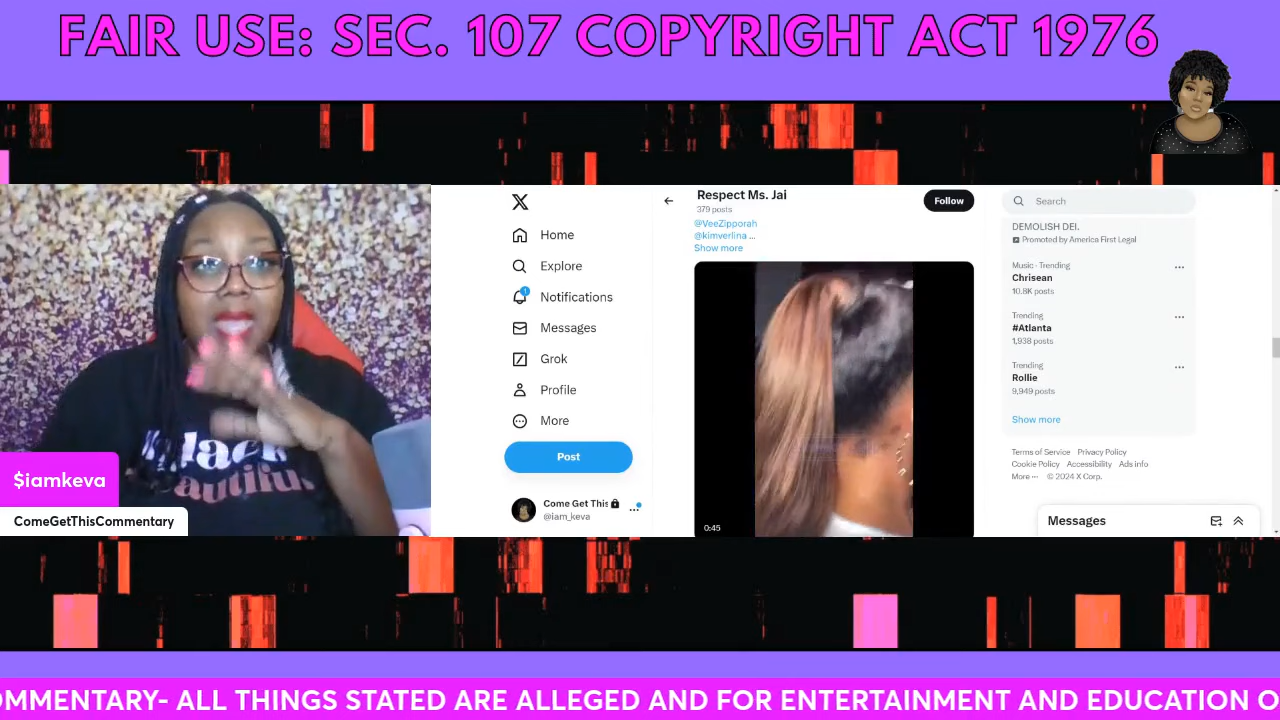 FAIR USE: SEC. 107 COPYRIGHT ACT 1976
$iamkeva
ComeGetThisCommentary
Home
Explore
1
Notifications
Messages
Grok
Profile
More
Post
Come Get This
@iam_keva
Respect Ms. Jai
379 posts
Follow
@VeeZipporah
@kimverlina ...
Show more
0:45
Search
DEMOLISH DEI.
Promoted by America First Legal
Music · Trending
Chrisean
10.8K posts
Trending
#Atlanta
1,938 posts
Trending
Rollie
9,949 posts
Show more
Terms of Service Privacy Policy
Cookie Policy Accessibility Ads info
More ··· © 2024 X Corp.
Messages
OMMENTARY- ALL THINGS STATED ARE ALLEGED AND FOR ENTERTAINMENT AND EDUCATION O